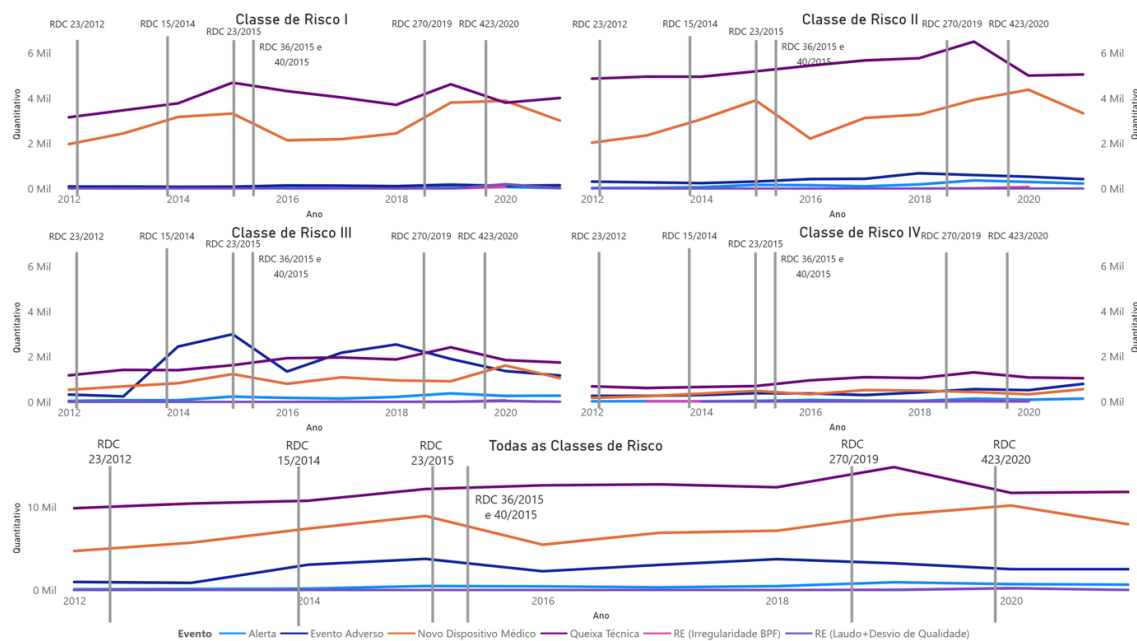 Classe de Risco I
RDC 23/2012
RDC 15/2014
RDC 23/2015
RDC 270/2019
RDC 423/2020
RDC 36/2015 e
40/2015
6 Mil
4 Mil
2 Mil
0 Mil
Quantitativo
2012
2014
2016
2018
2020
Ano
Classe de Risco II
RDC 23/2012
RDC 15/2014
RDC 23/2015
RDC 270/2019
RDC 423/2020
RDC 36/2015 e
40/2015
6 Mil
4 Mil
2 Mil
0 Mil
Quantitativo
2012
2014
2016
2018
2020
Ano
Classe de Risco III
RDC 23/2012
RDC 15/2014
RDC 23/2015
RDC 270/2019
RDC 423/2020
RDC 36/2015 e
40/2015
6 Mil
4 Mil
2 Mil
0 Mil
Quantitativo
2012
2014
2016
2018
2020
Ano
Classe de Risco IV
RDC 23/2012
RDC 15/2014
RDC 23/2015
RDC 270/2019
RDC 423/2020
RDC 36/2015 e
40/2015
6 Mil
4 Mil
2 Mil
0 Mil
Quantitativo
2012
2014
2016
2018
2020
Ano
Todas as Classes de Risco
RDC
23/2012
RDC
15/2014
RDC
23/2015
RDC
270/2019
RDC
423/2020
RDC 36/2015
e 40/2015
10 Mil
0 Mil
Quantitativo
2012
2014
2016
2018
2020
Ano
Evento Alerta Evento Adverso Novo Dispositivo Médico Queixa Técnica RE (Irregularidade BPF) RE (Laudo+Desvio de Qualidade)